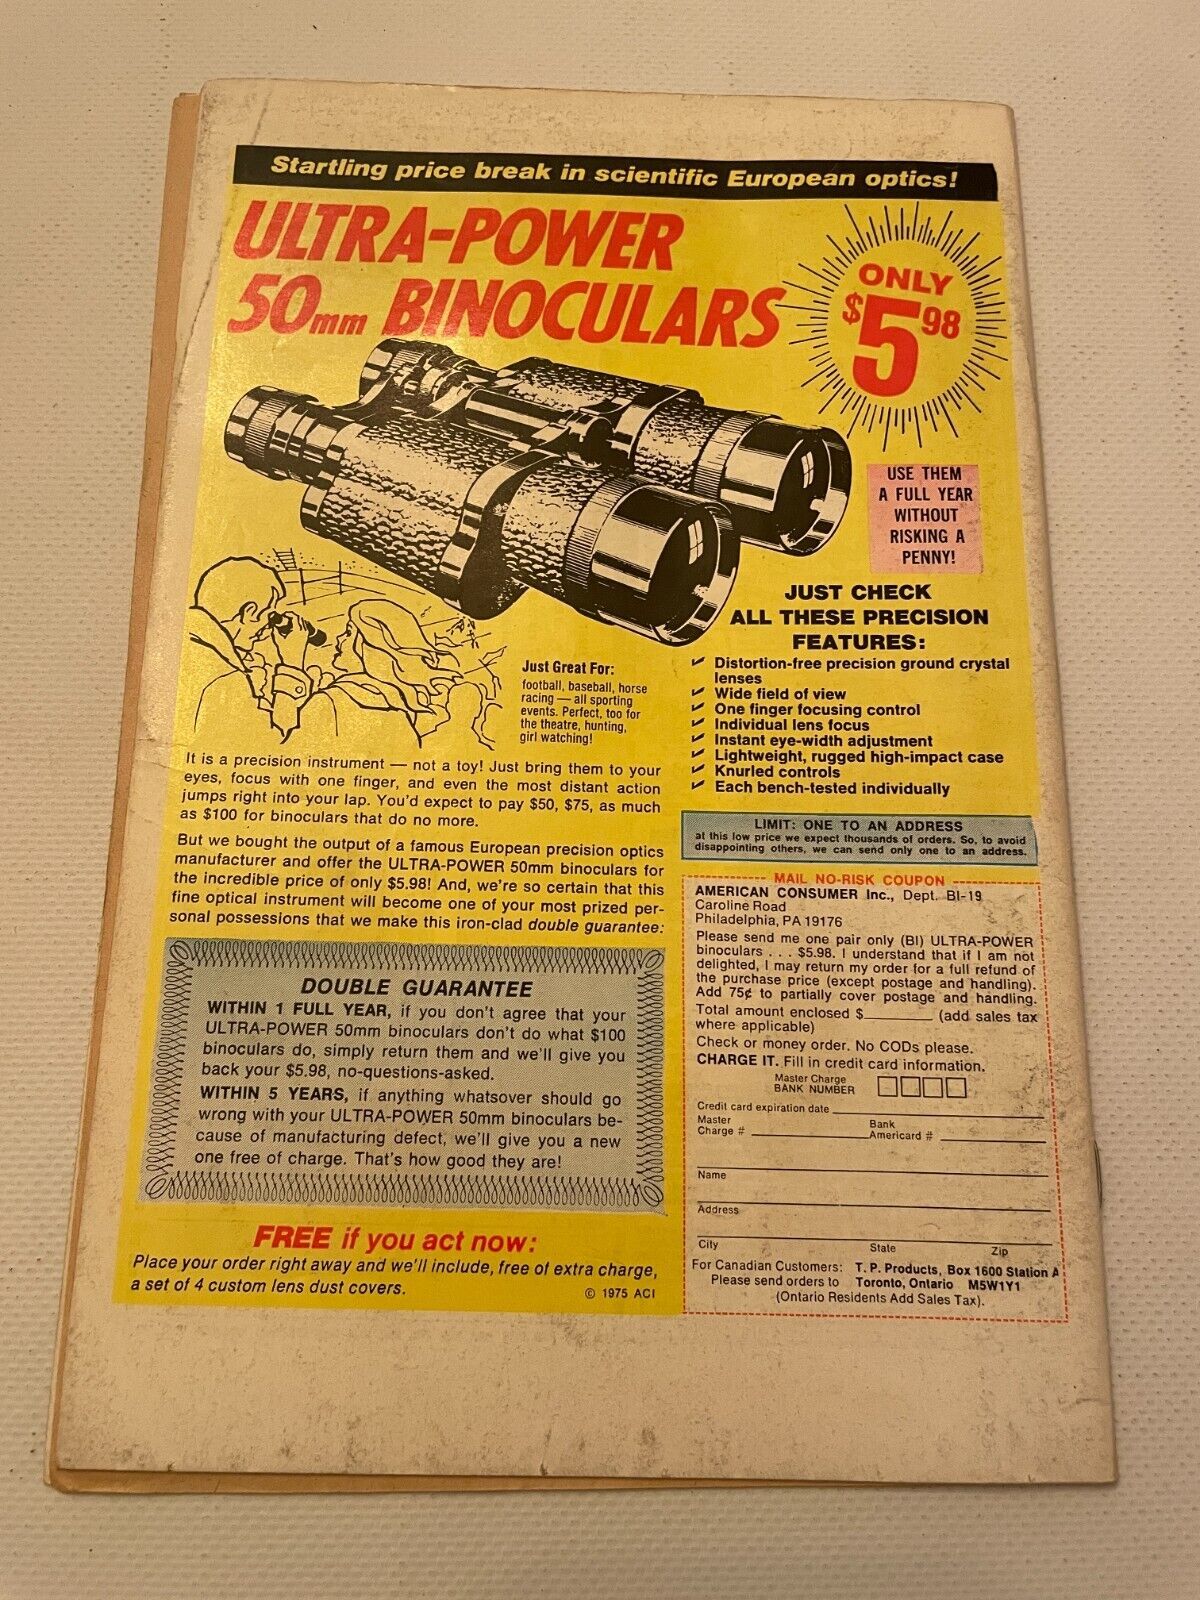 Startling price break in scientific European optics!
ULTRA-POWER
50mm BINOCULARS
ONLY
$5.98
USE THEM
A FULL YEAR
WITHOUT
RISKING A
PENNY!
JUST CHECK
ALL THESE PRECISION
FEATURES:
✓ Distortion-free precision ground crystal
lenses
✓ Wide field of view
✓ One finger focusing control
✓ Individual lens focus
✓ Instant eye-width adjustment
✓ Lightweight, rugged high-impact case
✓ Knurled controls
✓ Each bench-tested individually
Just Great For:
football, baseball, horse
racing — all sporting
events. Perfect, too for
the theatre, hunting,
girl watching!
It is a precision instrument — not a toy! Just bring them to your
eyes, focus with one finger, and even the most distant action
jumps right into your lap. You'd expect to pay $50, $75, as much
as $100 for binoculars that do no more.
But we bought the output of a famous European precision optics
manufacturer and offer the ULTRA-POWER 50mm binoculars for
the incredible price of only $5.98! And, we're so certain that this
fine optical instrument will become one of your most prized per-
sonal possessions that we make this iron-clad double guarantee:
DOUBLE GUARANTEE
WITHIN 1 FULL YEAR, if you don't agree that your
ULTRA-POWER 50mm binoculars don't do what $100
binoculars do, simply return them and we'll give you
back your $5.98, no-questions-asked.
WITHIN 5 YEARS, if anything whatsoever should go
wrong with your ULTRA-POWER 50mm binoculars be-
cause of manufacturing defect, we'll give you a new
one free of charge. That's how good they are!
FREE if you act now:
Place your order right away and we'll include, free of extra charge,
a set of 4 custom lens dust covers.
© 1975 ACI
LIMIT: ONE TO AN ADDRESS
at this low price we expect thousands of orders. So, to avoid
disappointing others, we can send only one to an address.
MAIL NO-RISK COUPON
AMERICAN CONSUMER Inc., Dept. BI-19
Caroline Road
Philadelphia, PA 19176
Please send me one pair only (BI) ULTRA-POWER
binoculars . . . $5.98. I understand that if I am not
delighted, I may return my order for a full refund of
the purchase price (except postage and handling).
Add 75¢ to partially cover postage and handling.
Total amount enclosed $________ (add sales tax
where applicable)
Check or money order. No CODs please.
CHARGE IT. Fill in credit card information.
Master Charge
BANK NUMBER
Credit card expiration date
Master Charge #
Bank Americard #
Name
Address
City State Zip
For Canadian Customers: T. P. Products, Box 1600 Station A
Please send orders to Toronto, Ontario M5W1Y1
(Ontario Residents Add Sales Tax).